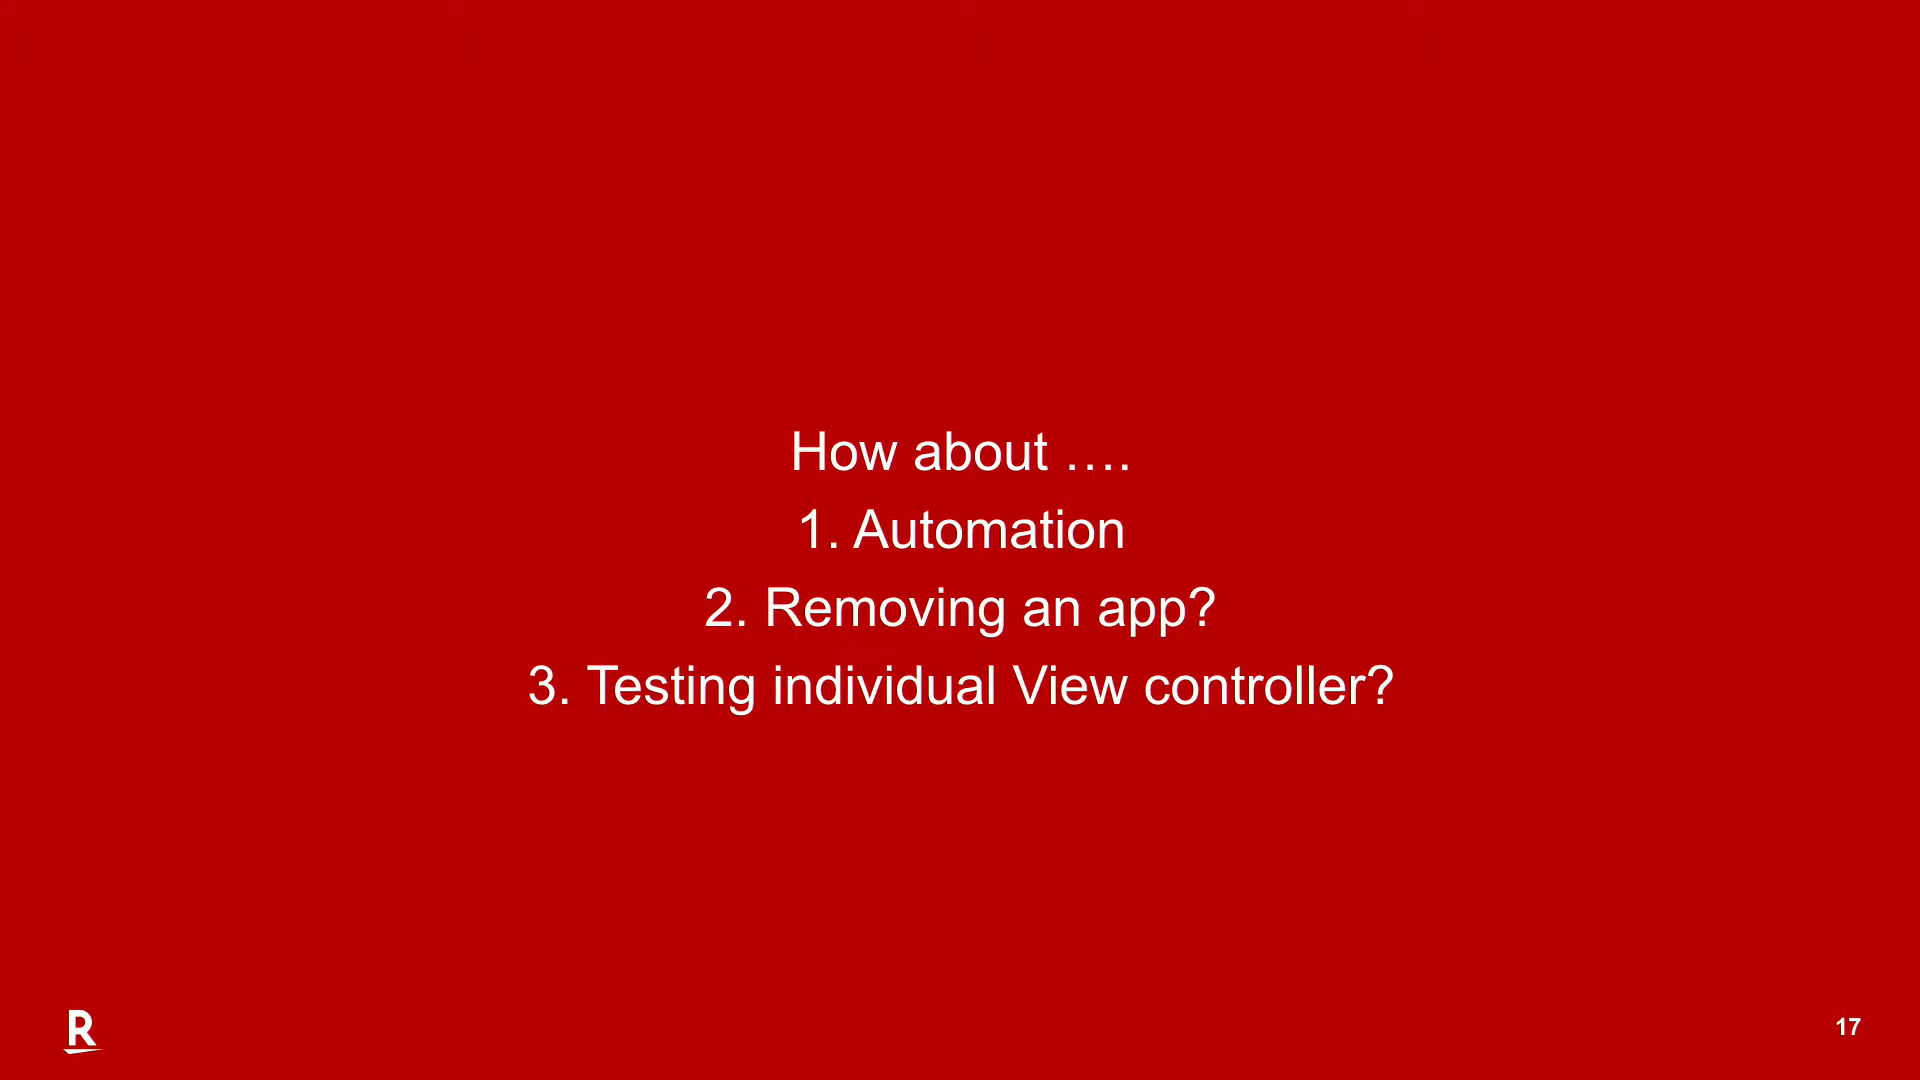 How about ….
1. Automation
2. Removing an app?
3. Testing individual View controller?
R
17